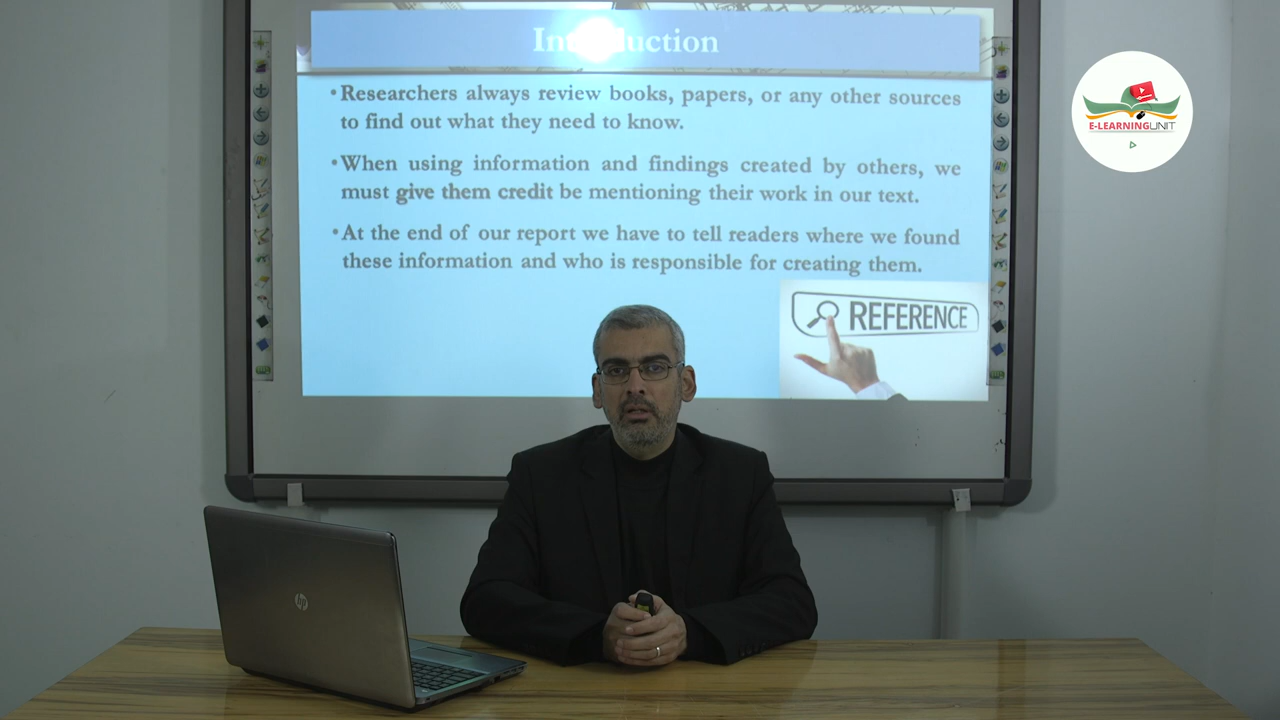 Introduction
•Researchers always review books, papers, or any other sources
to find out what they need to know.
•When using information and findings created by others, we
must give them credit be mentioning their work in our text.
•At the end of our report we have to tell readers where we found
these information and who is responsible for creating them.
REFERENCE
E-LEARNINGUNIT
hp